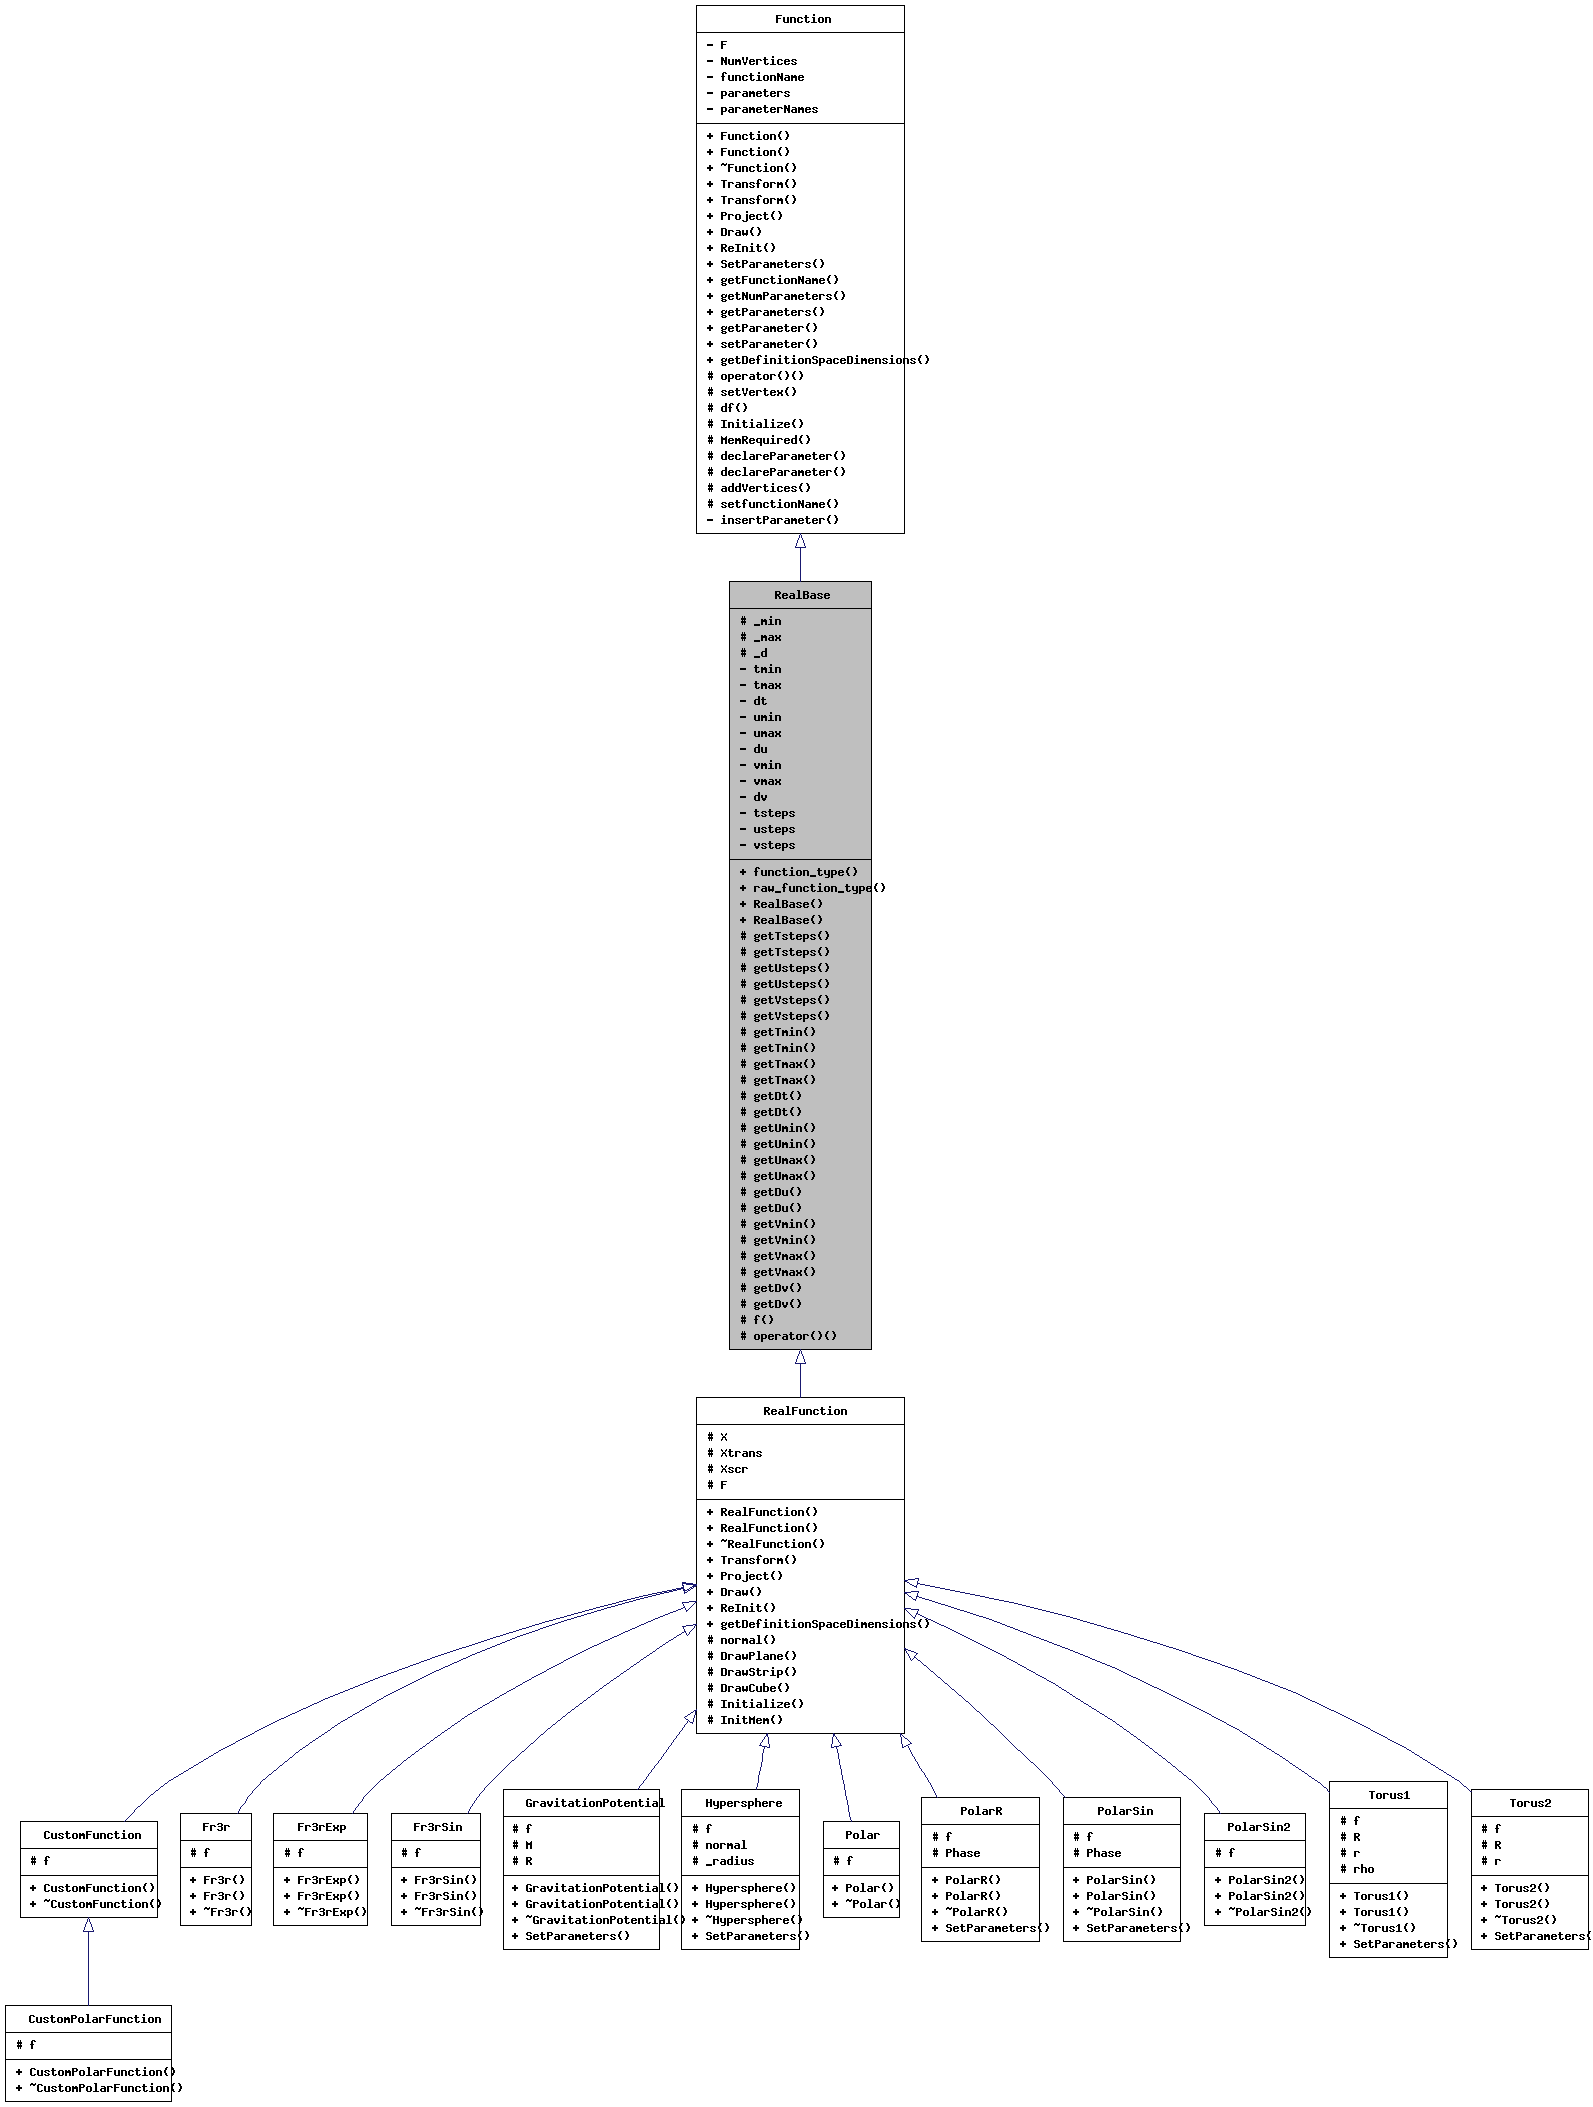 Function
- F
- NumVertices
- functionName
- parameters
- parameterNames
+ Function()
+ Function()
+ ~Function()
+ Transform()
+ Transform()
+ Project()
+ Draw()
+ ReInit()
+ SetParameters()
+ getFunctionName()
+ getNumParameters()
+ getParameters()
+ getParameter()
+ setParameter()
+ getDefinitionSpaceDimensions()
# operator()()
# setVertex()
# df()
# Initialize()
# MemRequired()
# declareParameter()
# declareParameter()
# addVertices()
# setfunctionName()
- insertParameter()
RealBase
# _min
# _max
# _d
- tmin
- tmax
- dt
- umin
- umax
- du
- vmin
- vmax
- dv
- tsteps
- usteps
- vsteps
+ function_type()
+ raw_function_type()
+ RealBase()
+ RealBase()
# getTsteps()
# getTsteps()
# getUsteps()
# getUsteps()
# getVsteps()
# getVsteps()
# getTmin()
# getTmin()
# getTmax()
# getTmax()
# getDt()
# getDt()
# getUmin()
# getUmin()
# getUmax()
# getUmax()
# getDu()
# getDu()
# getVmin()
# getVmin()
# getVmax()
# getVmax()
# getDv()
# getDv()
# f()
# operator()()
RealFunction
# X
# Xtrans
# Xscr
# F
+ RealFunction()
+ RealFunction()
+ ~RealFunction()
+ Transform()
+ Project()
+ Draw()
+ ReInit()
+ getDefinitionSpaceDimensions()
# normal()
# DrawPlane()
# DrawStrip()
# DrawCube()
# Initialize()
# InitMem()
CustomFunction
# f
+ CustomFunction()
+ ~CustomFunction()
Fr3r
# f
+ Fr3r()
+ Fr3r()
+ ~Fr3r()
Fr3rExp
# f
+ Fr3rExp()
+ Fr3rExp()
+ ~Fr3rExp()
Fr3rSin
# f
+ Fr3rSin()
+ Fr3rSin()
+ ~Fr3rSin()
GravitationPotential
# f
# M
# R
+ GravitationPotential()
+ GravitationPotential()
+ ~GravitationPotential()
+ SetParameters()
Hypersphere
# f
# normal
# _radius
+ Hypersphere()
+ Hypersphere()
+ ~Hypersphere()
+ SetParameters()
Polar
# f
+ Polar()
+ ~Polar()
PolarR
# f
# Phase
+ PolarR()
+ PolarR()
+ ~PolarR()
+ SetParameters()
PolarSin
# f
# Phase
+ PolarSin()
+ PolarSin()
+ ~PolarSin()
+ SetParameters()
PolarSin2
# f
+ PolarSin2()
+ PolarSin2()
+ ~PolarSin2()
Torus1
# f
# R
# r
# rho
+ Torus1()
+ Torus1()
+ ~Torus1()
+ SetParameters()
Torus2
# f
# R
# r
+ Torus2()
+ Torus2()
+ ~Torus2()
+ SetParameters(
CustomPolarFunction
# f
+ CustomPolarFunction()
+ ~CustomPolarFunction()